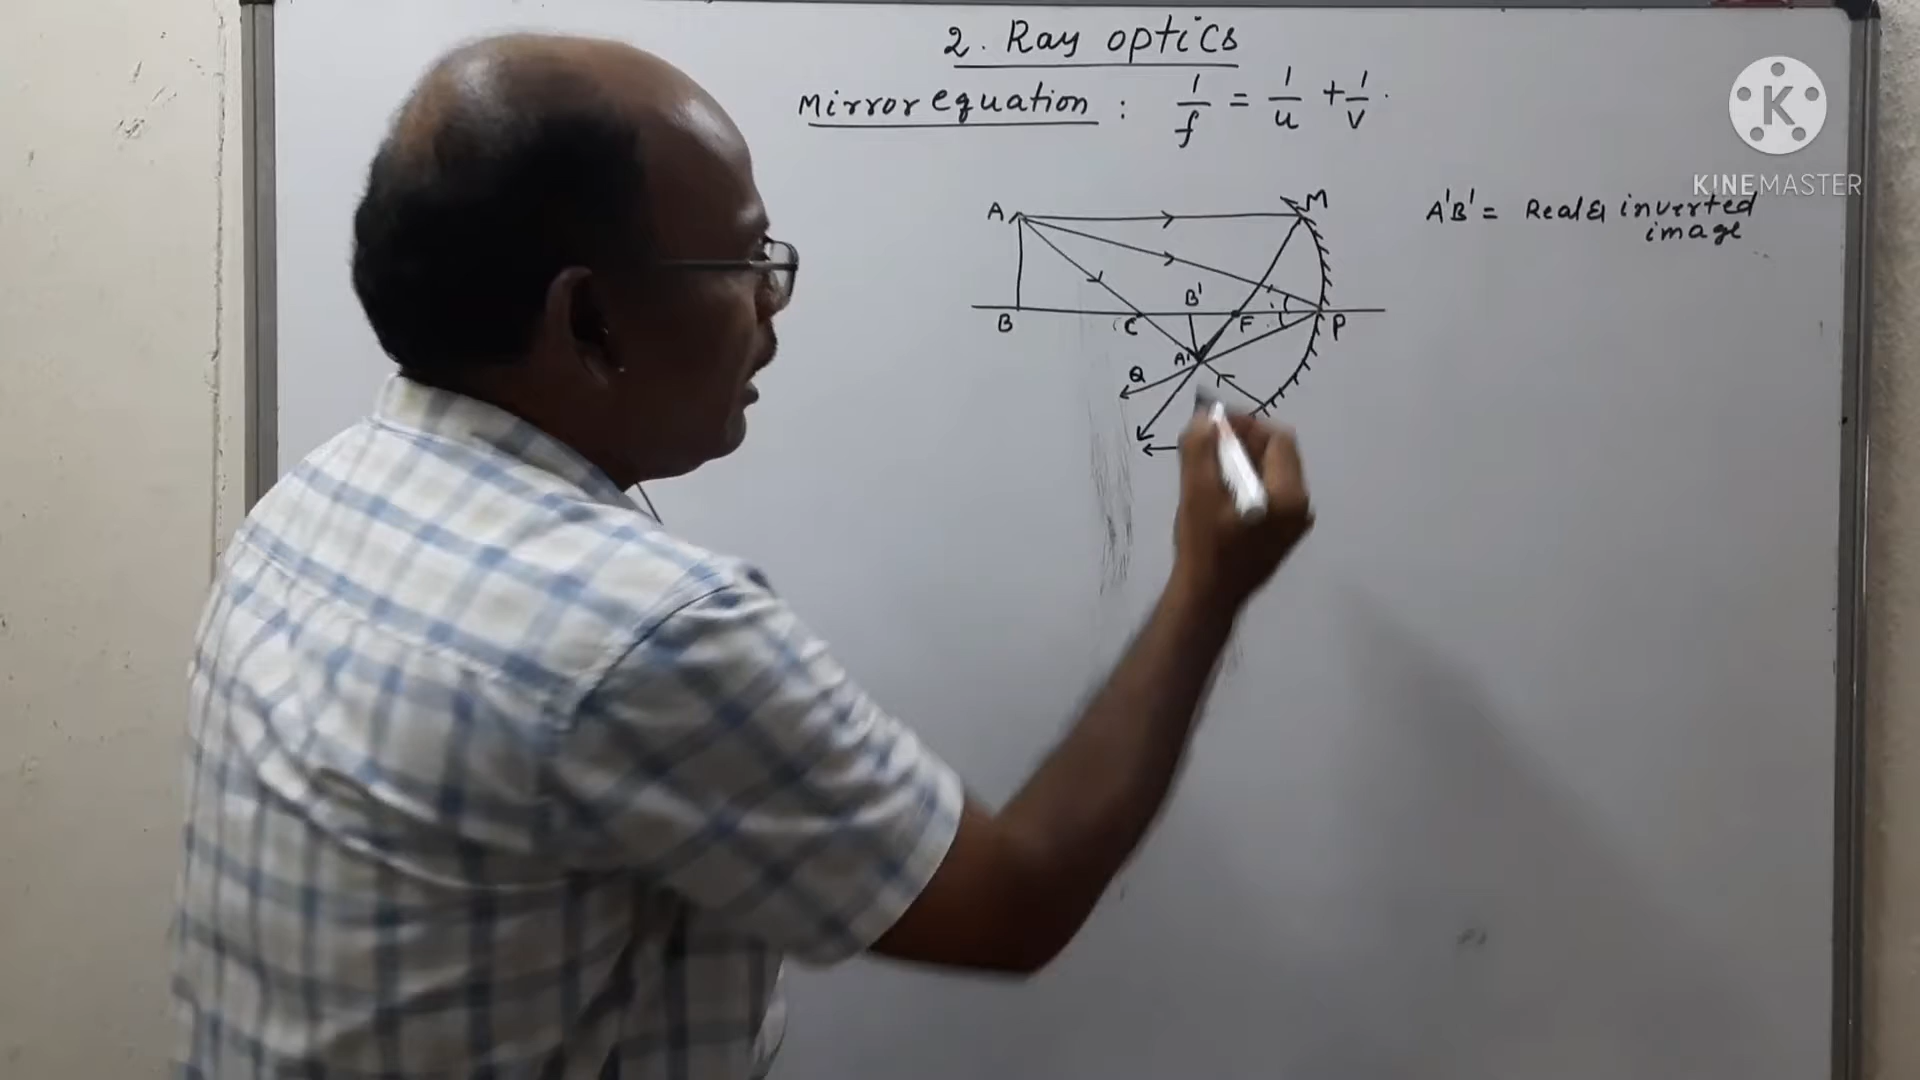 2. Ray optics
Mirror equation : 1/f = 1/u + 1/v.
KINEMASTER
K
A'B' = Real & inverted
image
A
M
B'
B
C
F
P
A'
Q
i